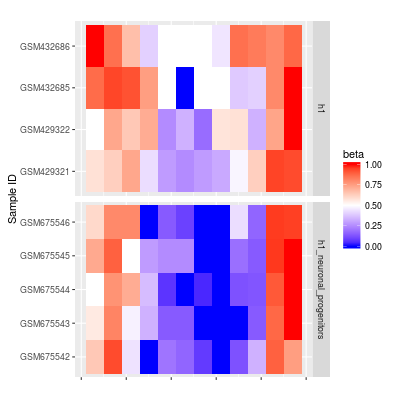 GSM432686
GSM432685
GSM429322
GSM429321
h1
GSM675546
GSM675545
GSM675544
GSM675543
GSM675542
h1_neuronal_progenitors
Sample ID
beta
1.00
0.75
0.50
0.25
0.00